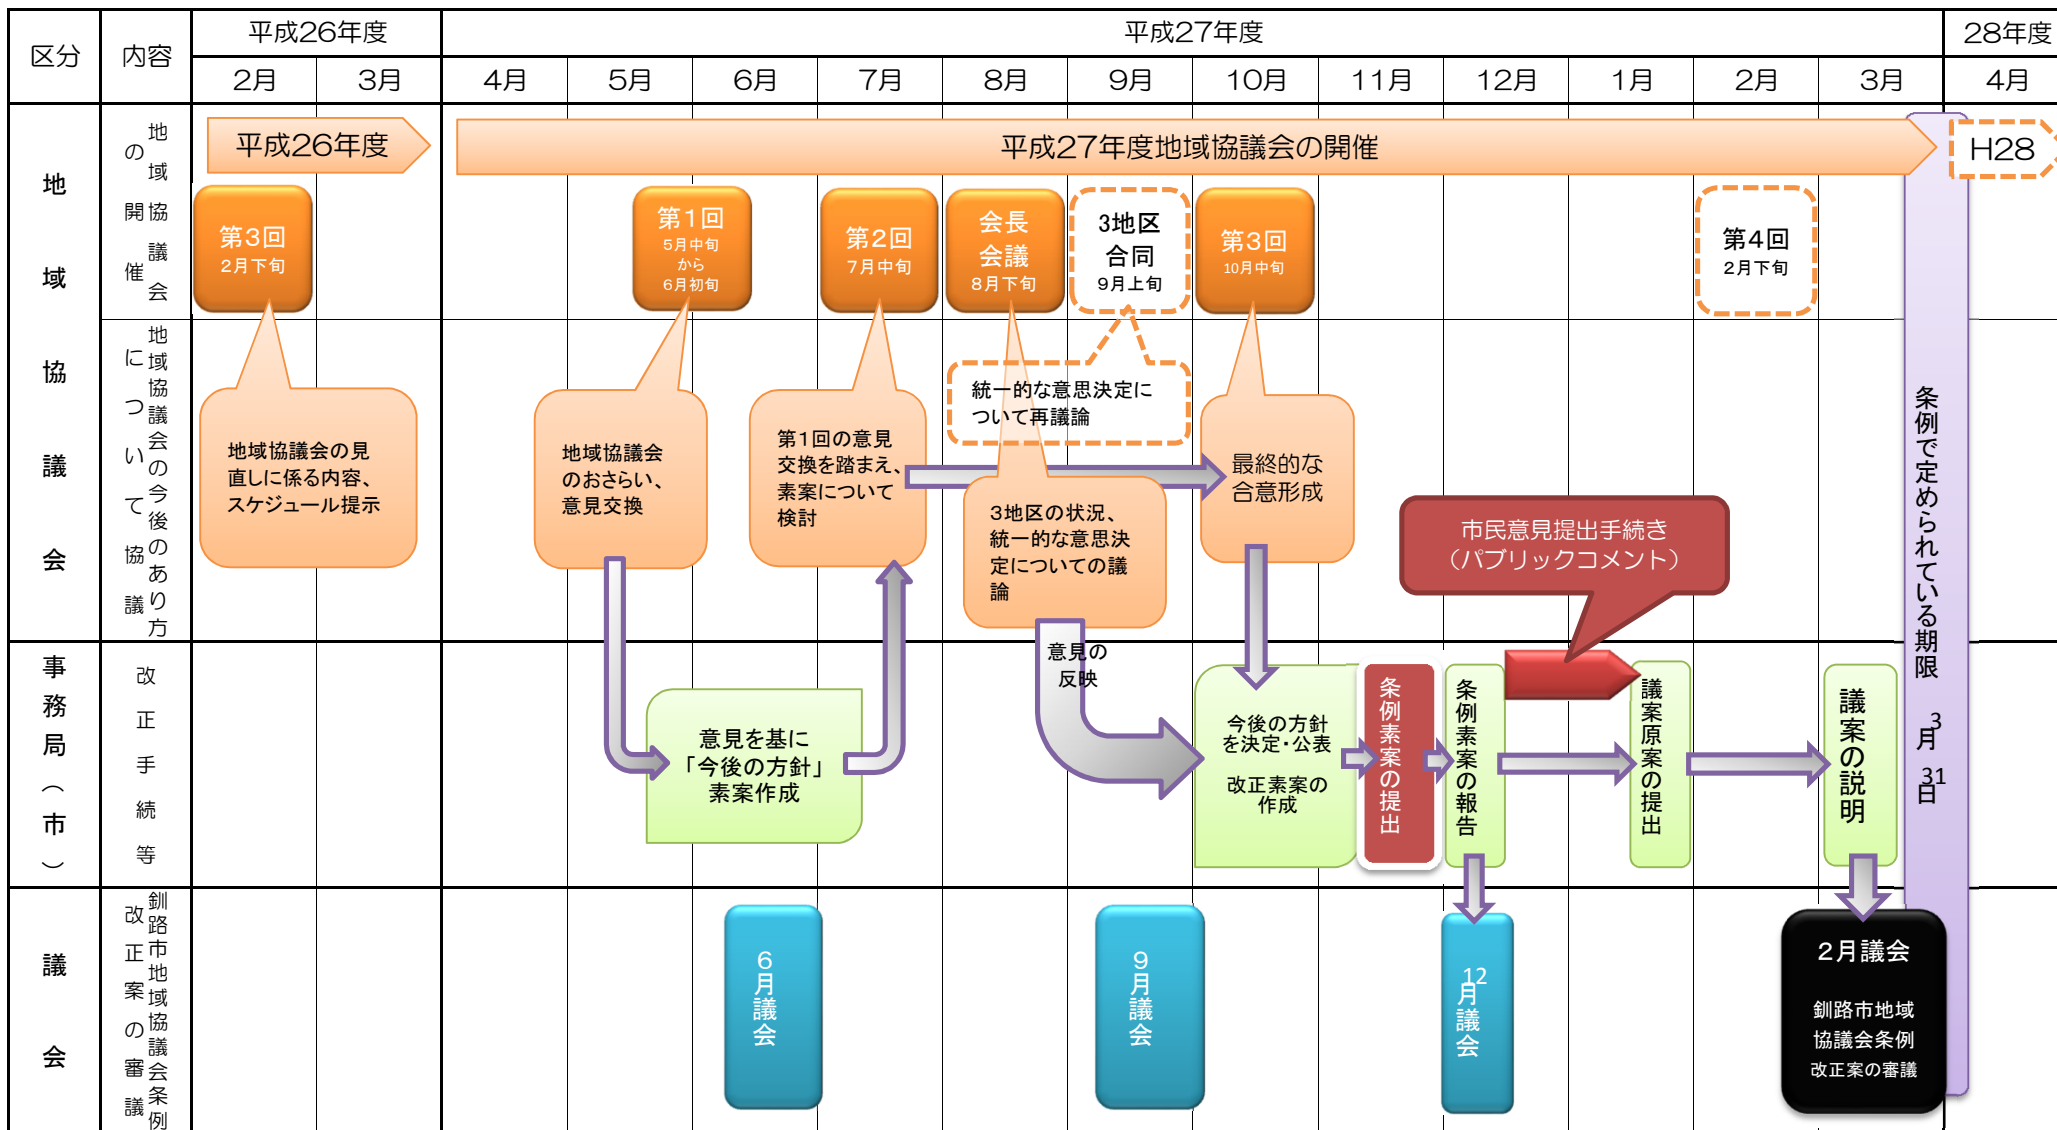 区分
内容
平成26年度
平成27年度
28年度
2月
3月
4月
5月
6月
7月
8月
9月
10月
11月
12月
1月
2月
3月
4月
地域協議会
地域協議会
の開催
平成26年度
平成27年度地域協議会の開催
H28
第3回
2月下旬
第1回
5月中旬
から
6月初旬
第2回
7月中旬
会長
会議
8月下旬
3地区
合同
9月上旬
第3回
10月中旬
第4回
2月下旬
地域協議会の今後のあり方
について協議
地域協議会の見
直しに係る内容、
スケジュール提示
地域協議会
のおさらい、
意見交換
第1回の意見
交換を踏まえ、
素案について
検討
統一的な意思決定に
ついて再議論
3地区の状況、
統一的な意思決
定についての議
論
最終的な
合意形成
市民意見提出手続き
（パブリックコメント）
条例で定められている期限 3月31日
事務局（市）
改正手続等
意見を基に
「今後の方針」
素案作成
意見の
反映
今後の方針
を決定・公表
改正素案の
作成
条例素案の提出
条例素案の報告
議案原案の提出
議案の説明
議会
釧路市地域協議会条例
改正案の審議
6月議会
9月議会
12月議会
2月議会
釧路市地域
協議会条例
改正案の審議